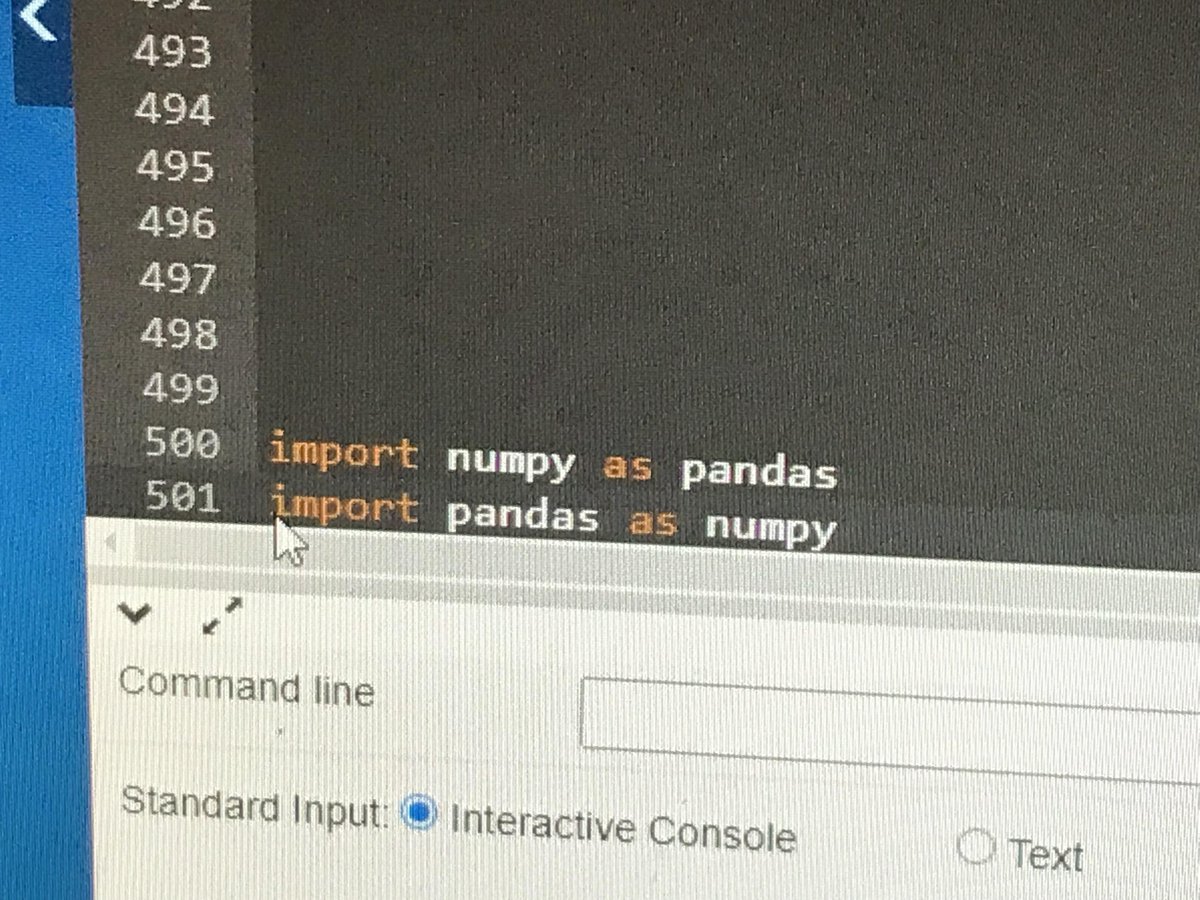 493
494
495
496
497
498
499
500 import numpy as pandas
501 import pandas as numpy
Command line
Standard Input: Interactive Console Text